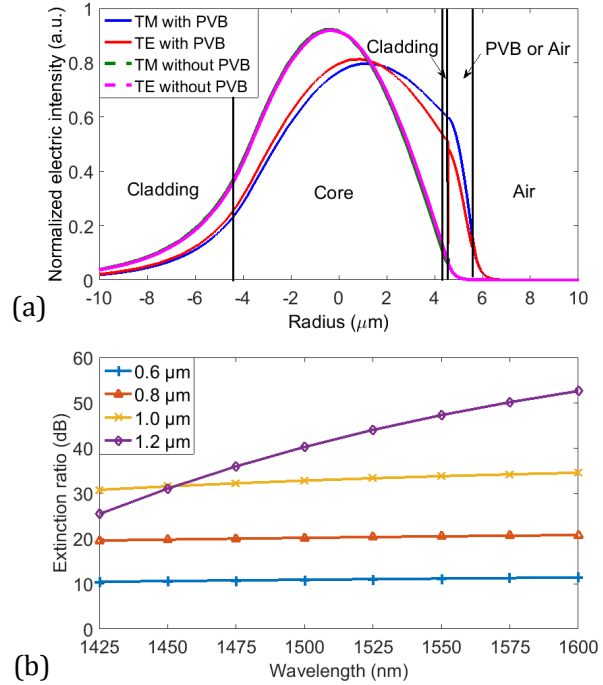 (a)
Normalized electric intensity (a.u.)
1
0.8
0.6
0.4
0.2
0
TM with PVB
TE with PVB
TM without PVB
TE without PVB
Cladding
PVB or Air
Cladding
Core
Air
-10 -8 -6 -4 -2 0 2 4 6 8 10
Radius (μm)
(b)
Extinction ratio (dB)
60
50
40
30
20
10
0
0.6 μm
0.8 μm
1.0 μm
1.2 μm
1425 1450 1475 1500 1525 1550 1575 1600
Wavelength (nm)